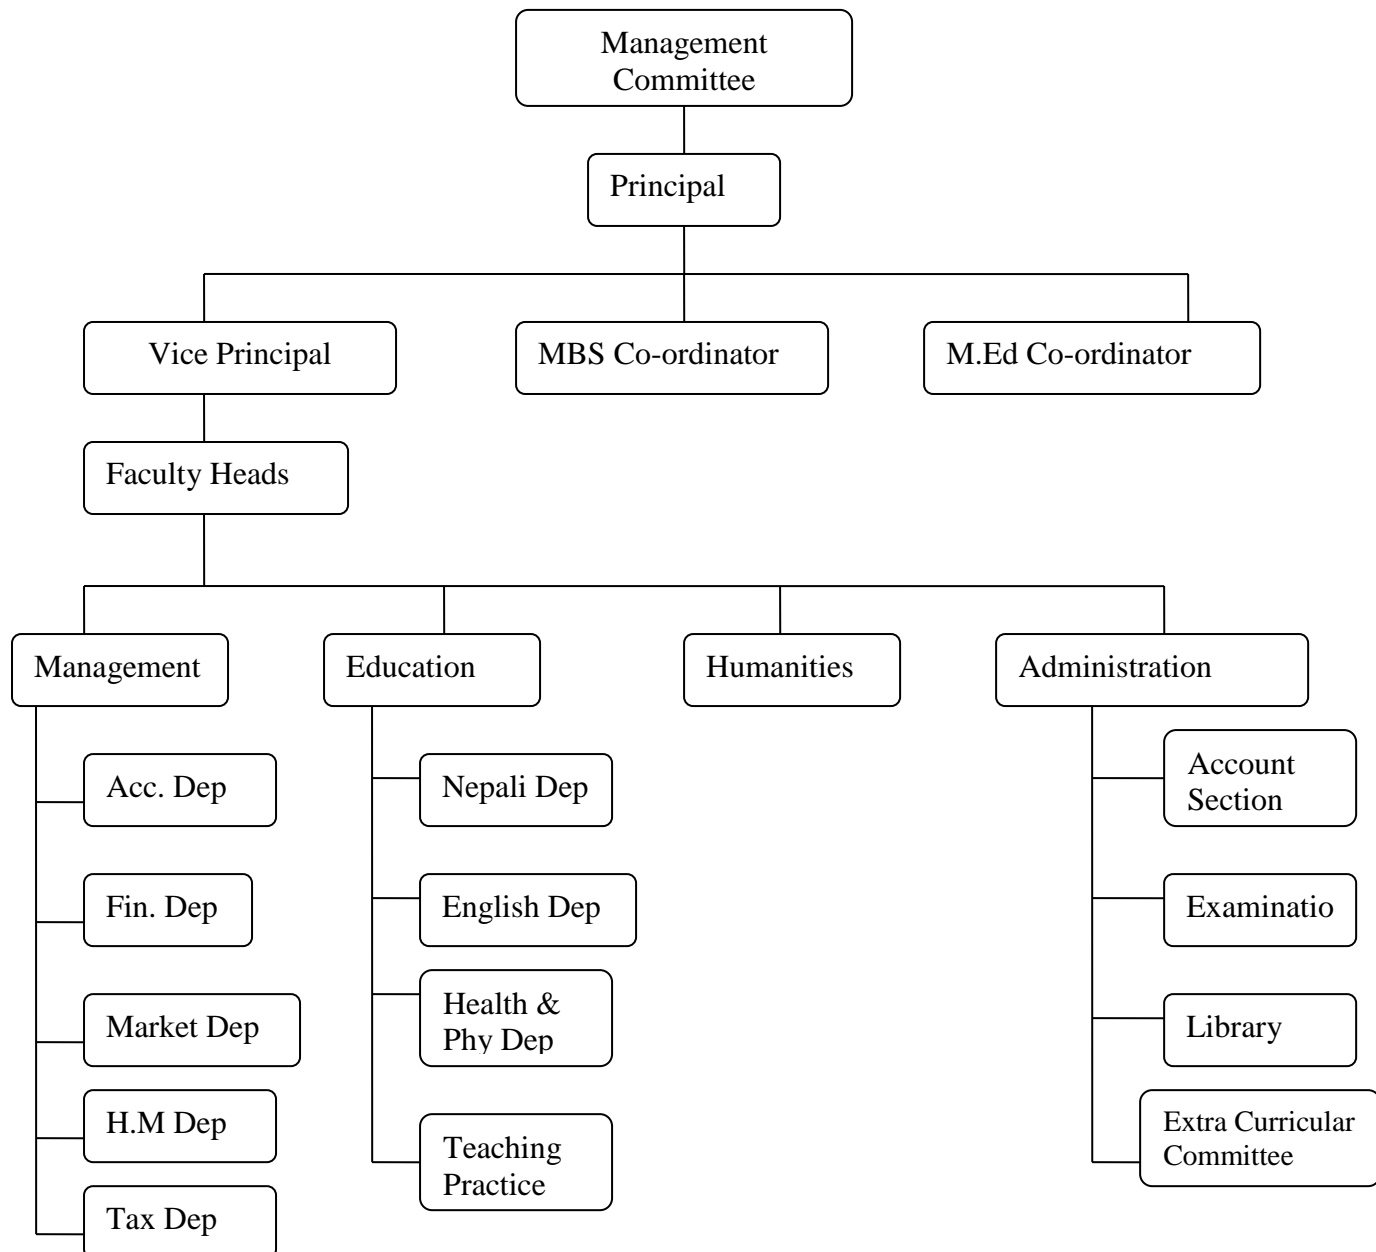 Management
Committee
Principal
Vice Principal
MBS Co-ordinator
M.Ed Co-ordinator
Faculty Heads
Management
Education
Humanities
Administration
Acc. Dep
Nepali Dep
Account
Section
Fin. Dep
English Dep
Examinatio
Market Dep
Health &
Phy Dep
Library
H.M Dep
Teaching
Practice
Extra Curricular
Committee
Tax Dep